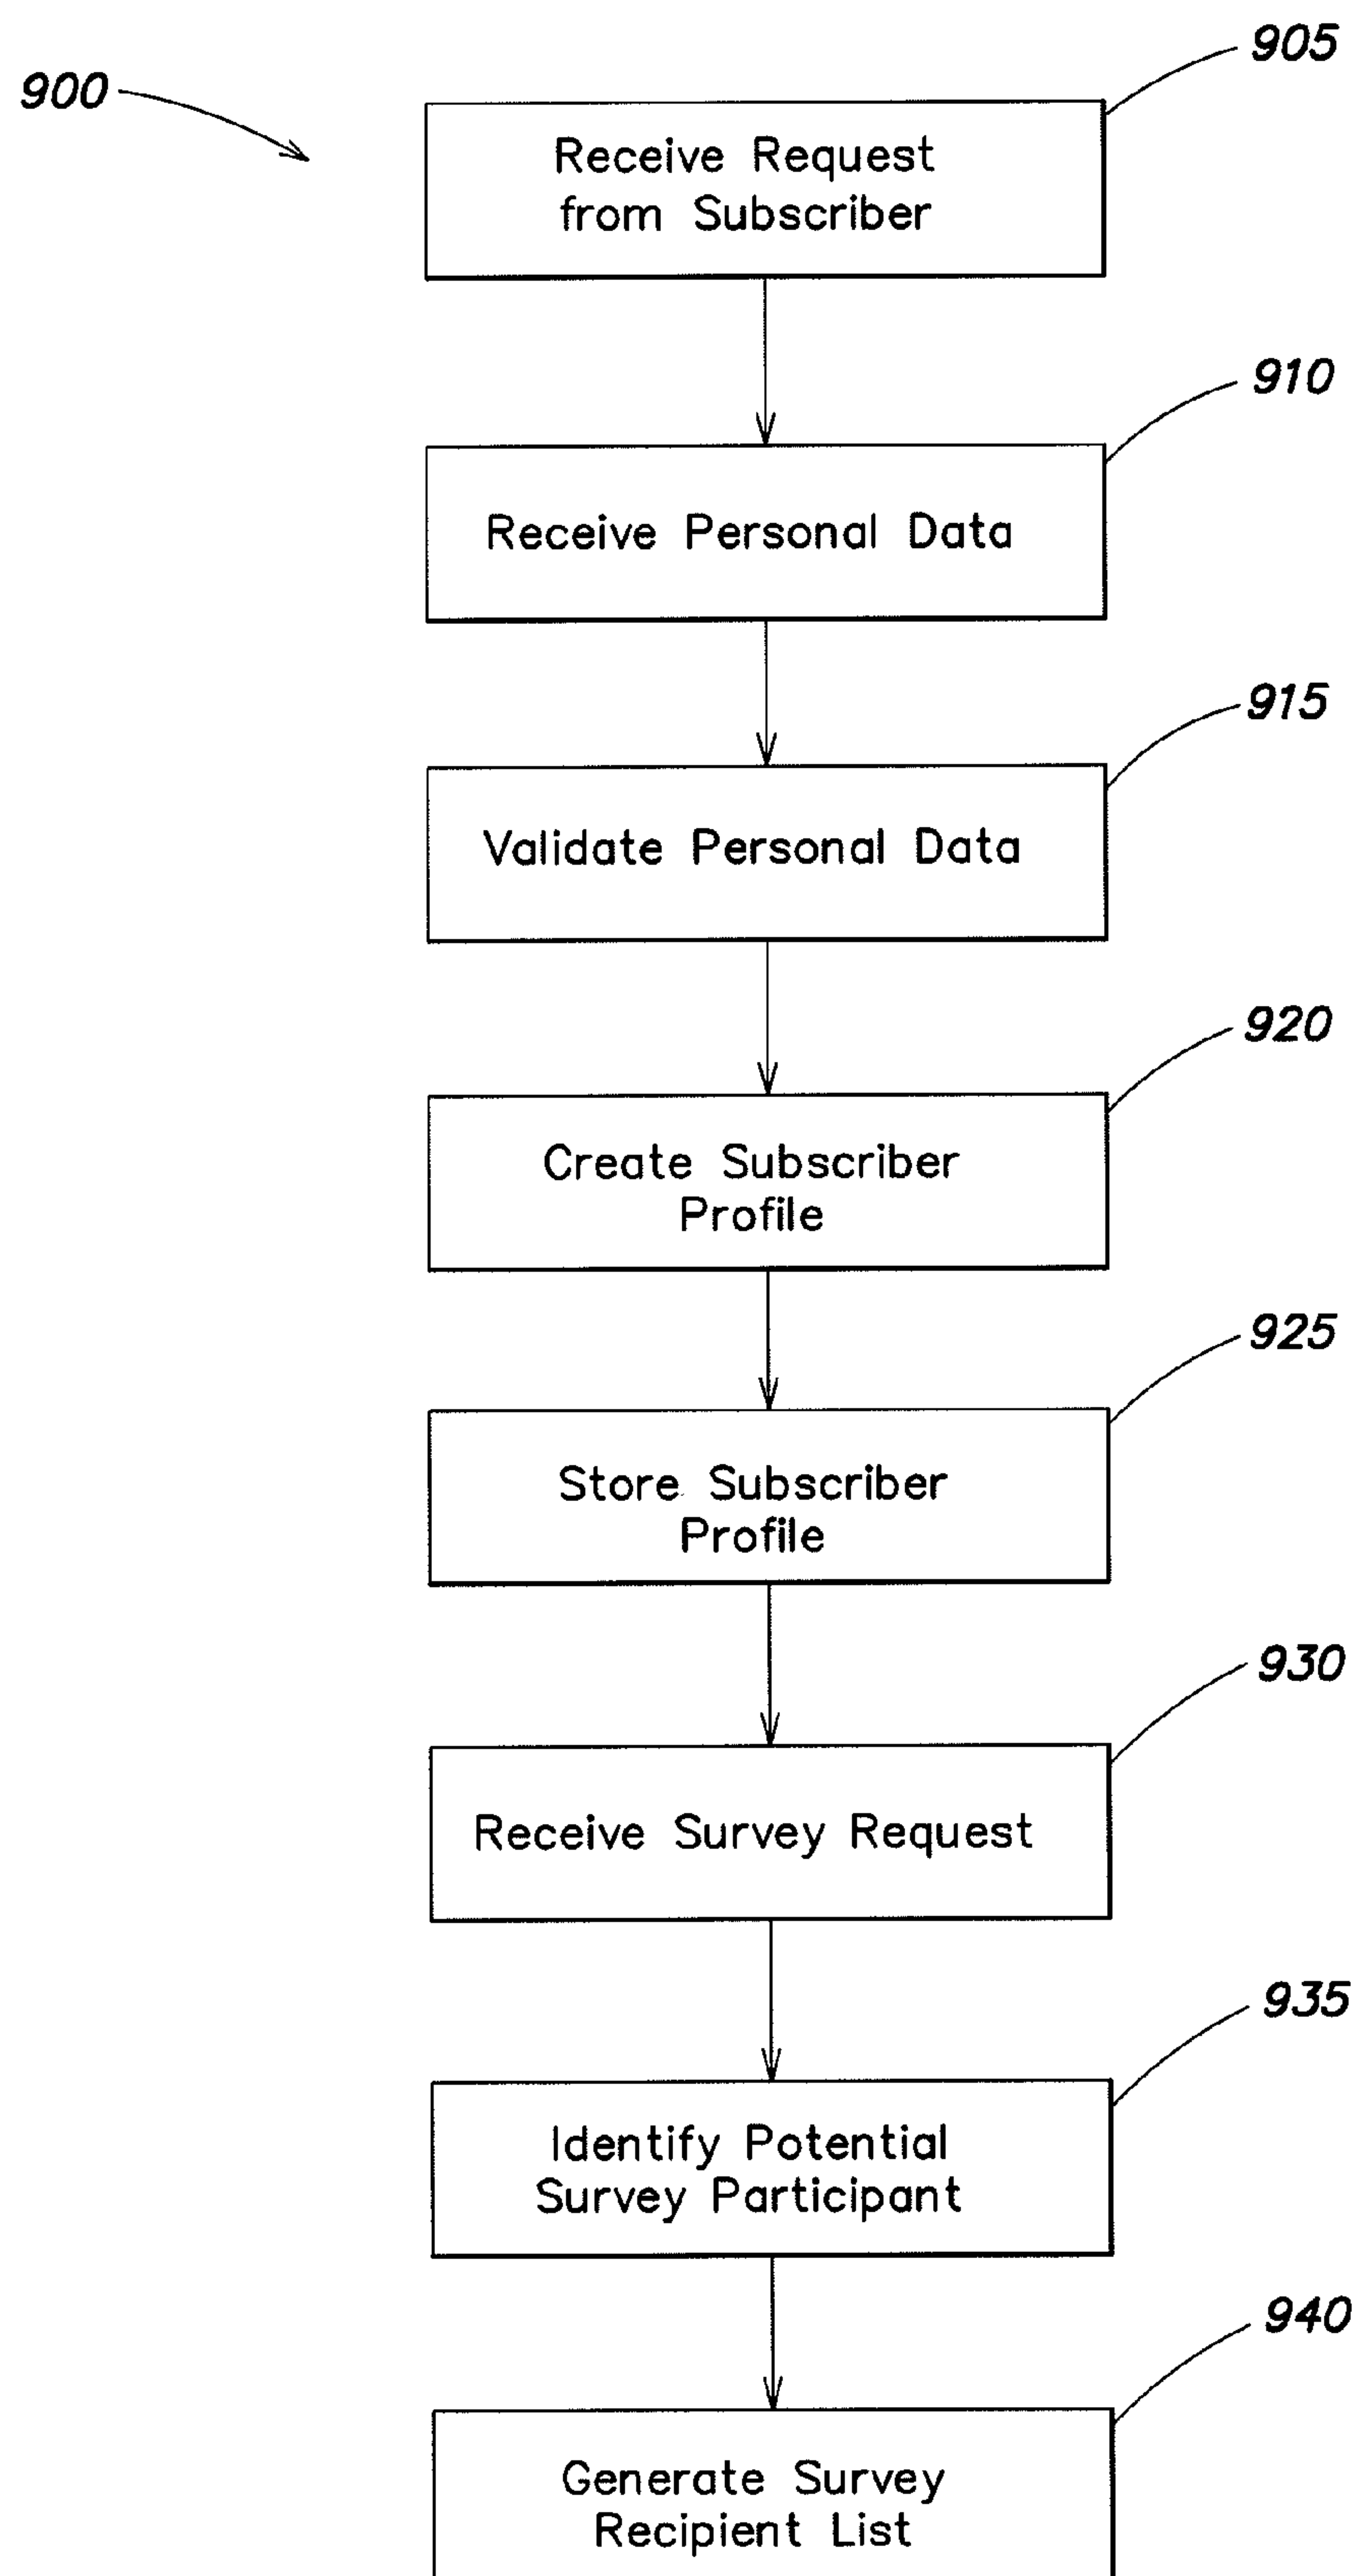 900
905
Receive Request
from Subscriber
910
Receive Personal Data
915
Validate Personal Data
920
Create Subscriber
Profile
925
Store Subscriber
Profile
930
Receive Survey Request
935
Identify Potential
Survey Participant
940
Generate Survey
Recipient List